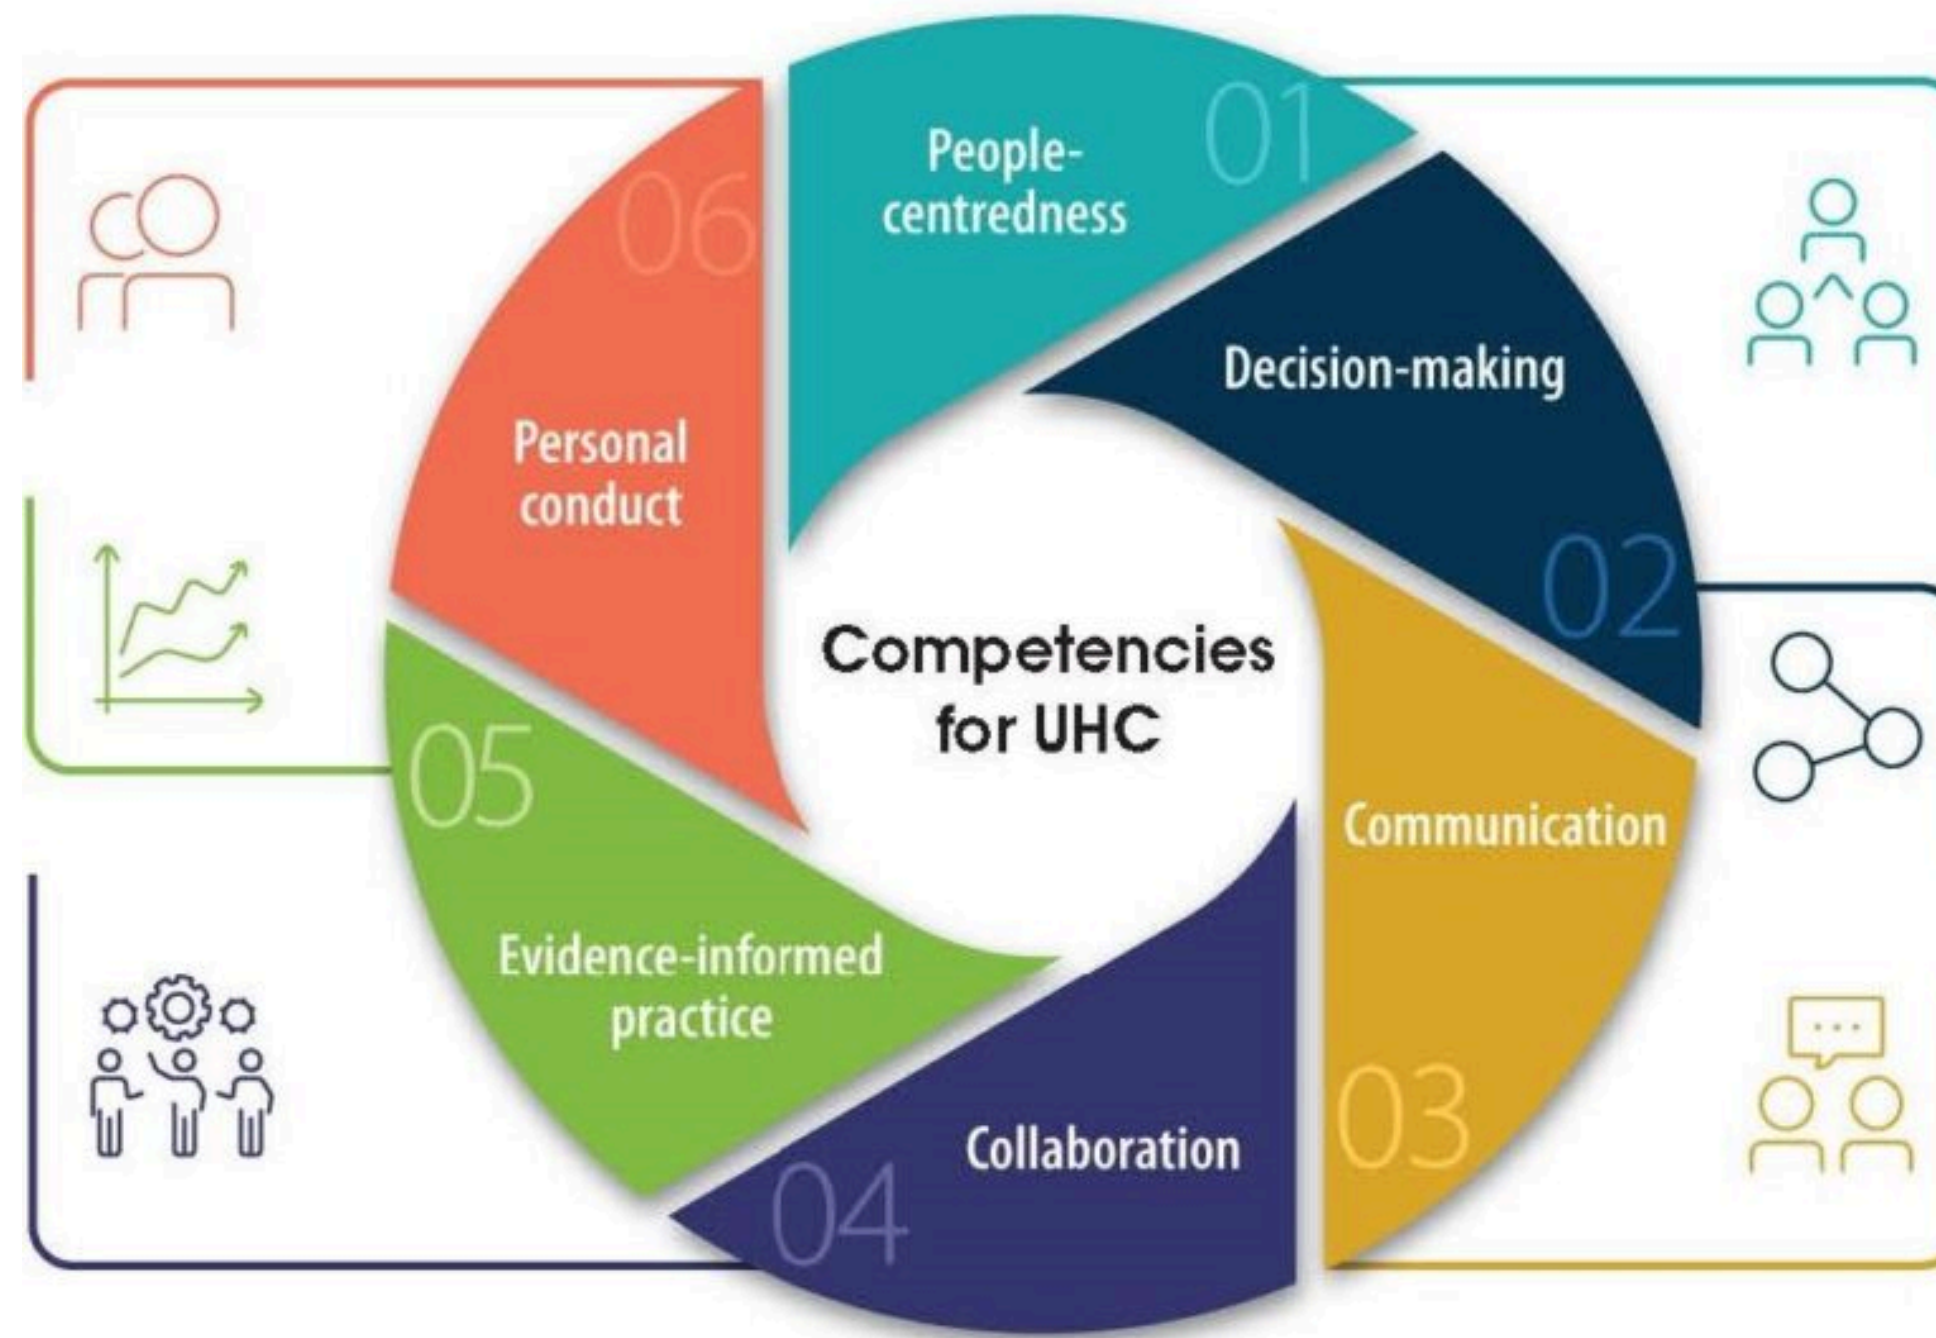 01
People-
centredness
Decision-making
02
Communication
03
Collaboration
04
Evidence-informed
practice
05
Personal
conduct
06
Competencies
for UHC